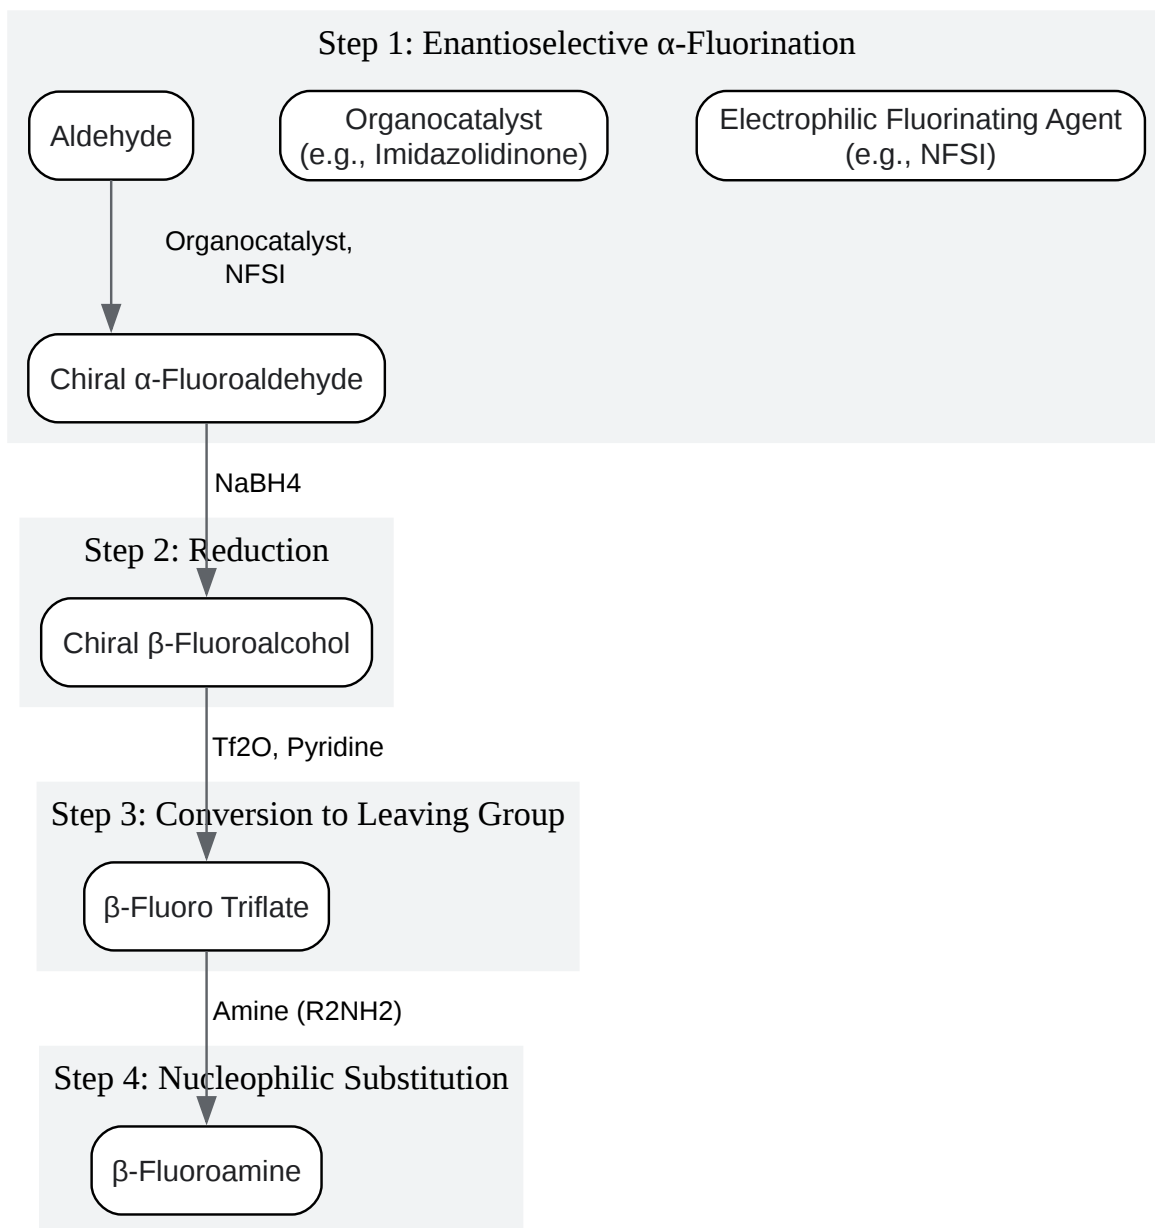 Step 1: Enantioselective α-Fluorination
Aldehyde
Organocatalyst
(e.g., Imidazolidinone)
Electrophilic Fluorinating Agent
(e.g., NFSI)
Organocatalyst,
NFSI
Chiral α-Fluoroaldehyde
NaBH4
Step 2: Reduction
Chiral β-Fluoroalcohol
Tf2O, Pyridine
Step 3: Conversion to Leaving Group
β-Fluoro Triflate
Amine (R2NH2)
Step 4: Nucleophilic Substitution
β-Fluoroamine